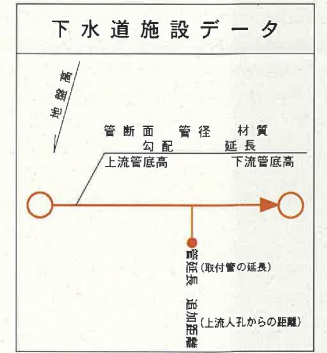 下水道施設データ
地盤高
管断面 管径 材質
勾配 延長
上流管底高 下流管底高
管延長 (取付管の延長)
追加距離 (上流人孔からの距離)